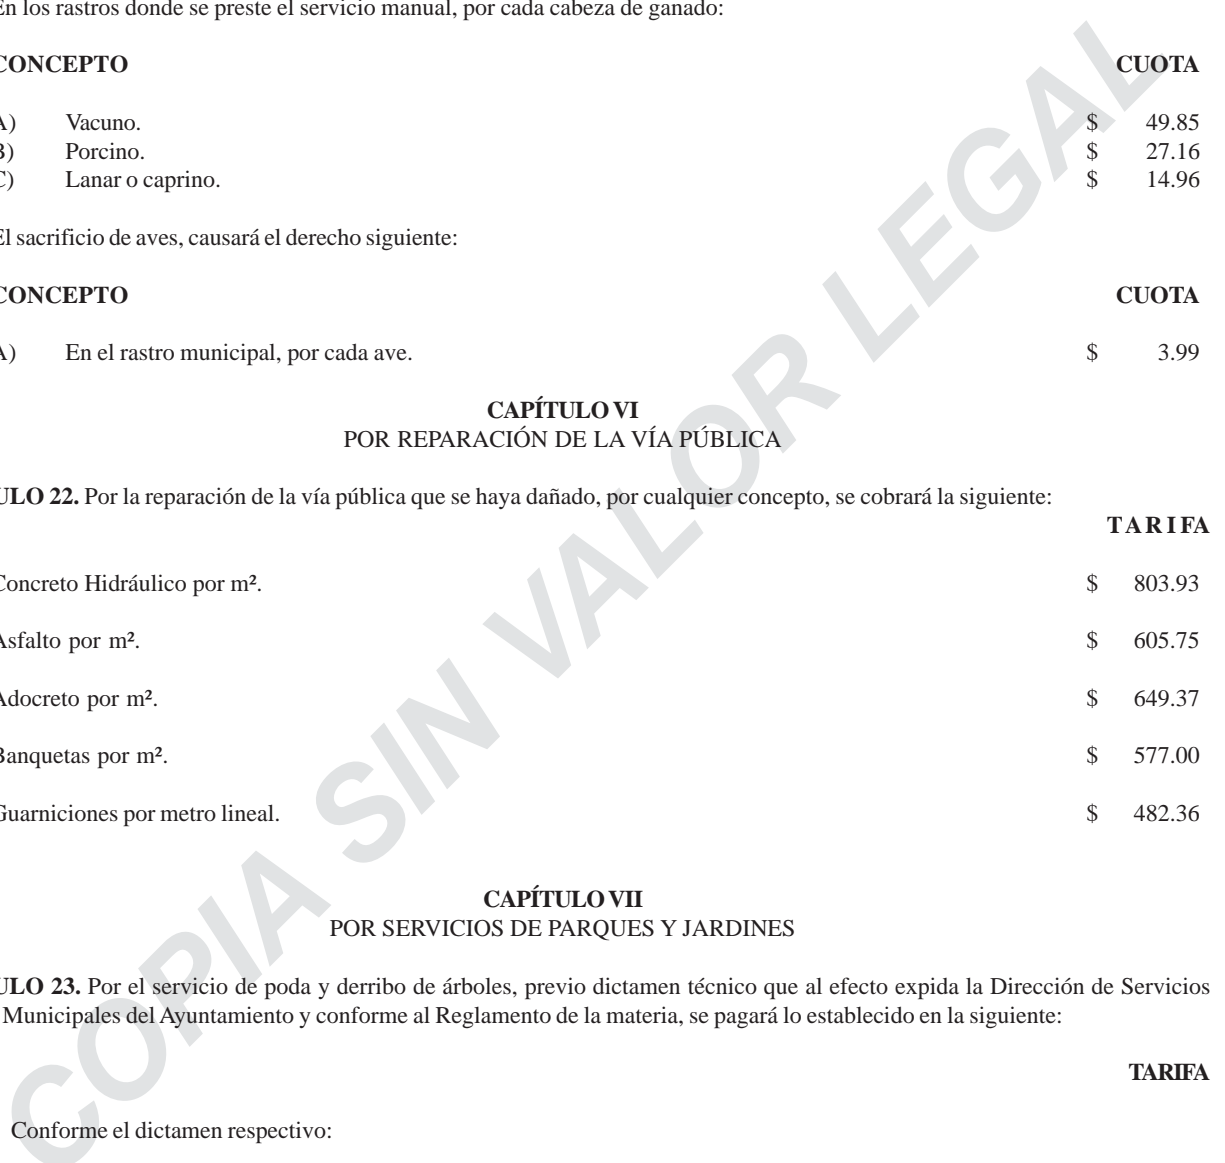 En los rastros donde se preste el servicio manual, por cada cabeza de ganado:
CONCEPTO CUOTA
A) Vacuno. $ 49.85
B) Porcino. $ 27.16
C) Lanar o caprino. $ 14.96
El sacrificio de aves, causará el derecho siguiente:
CONCEPTO CUOTA
A) En el rastro municipal, por cada ave. $ 3.99
CAPÍTULO VI
POR REPARACIÓN DE LA VÍA PÚBLICA
ULO 22. Por la reparación de la vía pública que se haya dañado, por cualquier concepto, se cobrará la siguiente:
T A R I FA
Concreto Hidráulico por m². $ 803.93
Asfalto por m². $ 605.75
Adocreto por m². $ 649.37
Banquetas por m². $ 577.00
Guarniciones por metro lineal. $ 482.36
CAPÍTULO VII
POR SERVICIOS DE PARQUES Y JARDINES
ULO 23. Por el servicio de poda y derribo de árboles, previo dictamen técnico que al efecto expida la Dirección de Servicios
Municipales del Ayuntamiento y conforme al Reglamento de la materia, se pagará lo establecido en la siguiente:
TARIFA
Conforme el dictamen respectivo:
COPIA SIN VALOR LEGAL